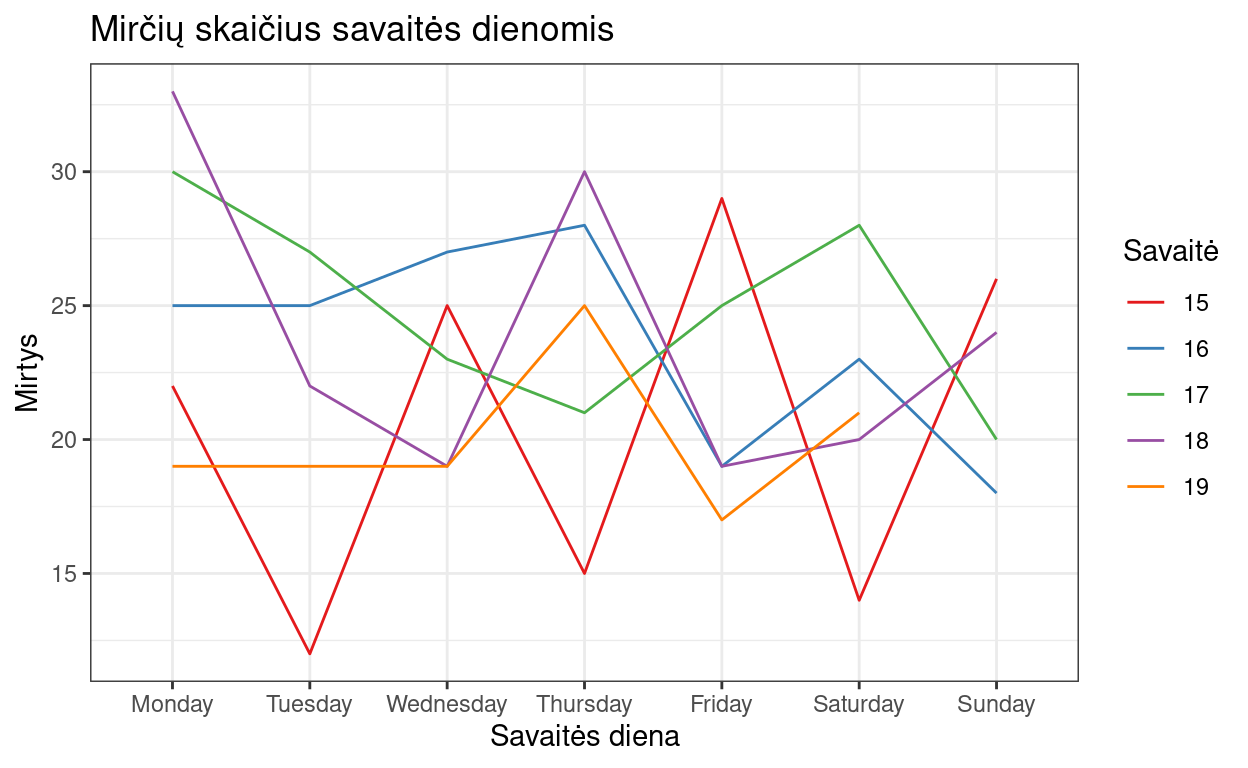 Mirčių skaičius savaitės dienomis
Mirtys
30
25
20
15
Monday Tuesday Wednesday Thursday Friday Saturday Sunday
Savaitės diena
Savaitė
15
16
17
18
19